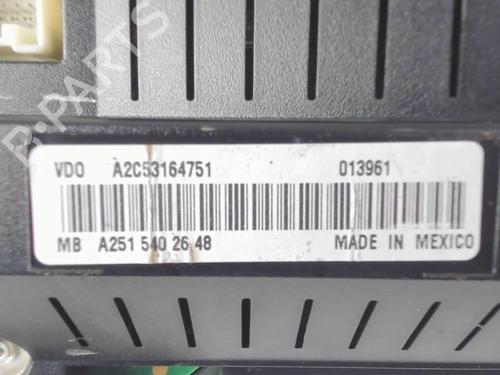 B-PARTS
VDO A2C53164751 013961
MB A251 540 26 48 MADE IN MEXICO